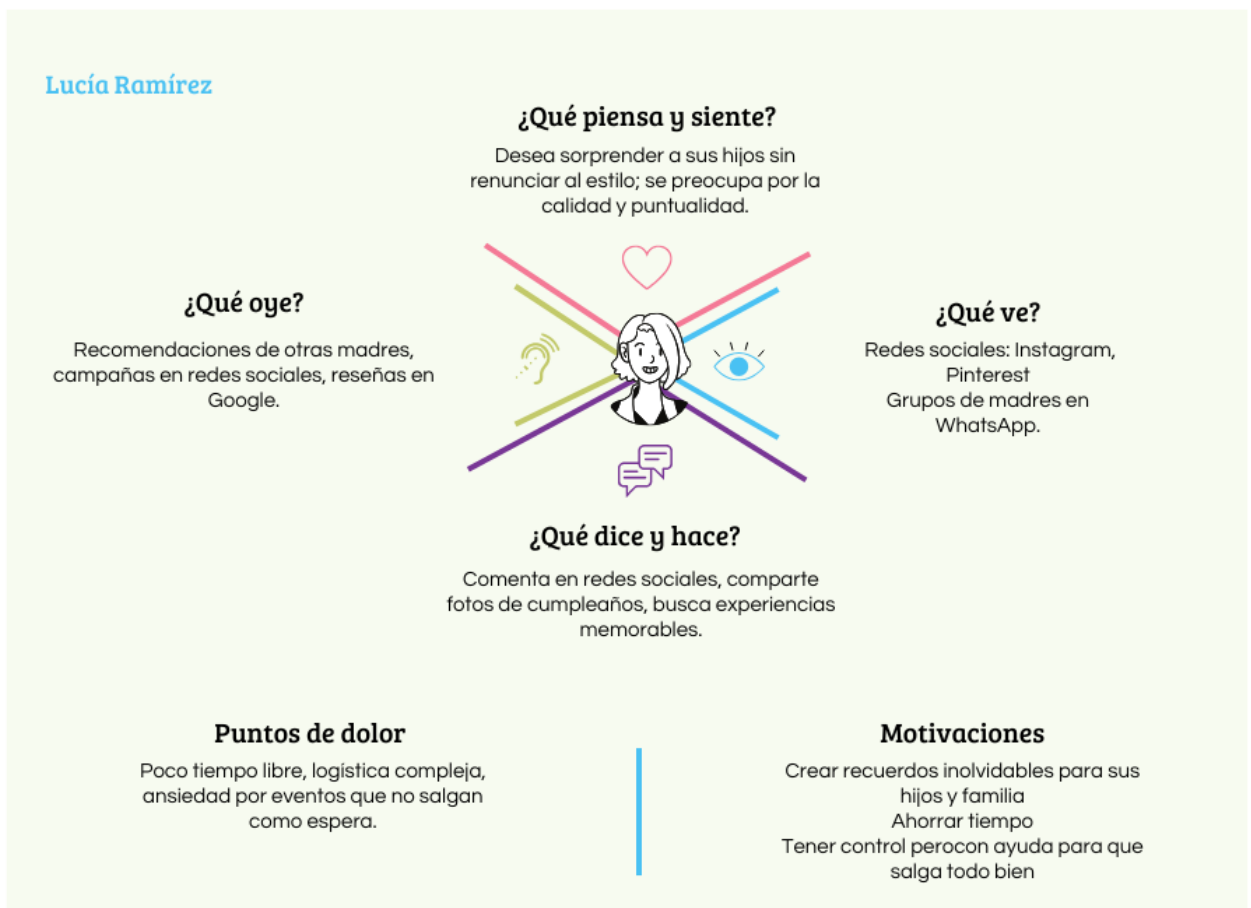 Lucía Ramírez
¿Qué piensa y siente?
Desea sorprender a sus hijos sin
renunciar al estilo; se preocupa por la
calidad y puntualidad.
¿Qué oye?
Recomendaciones de otras madres,
campañas en redes sociales, reseñas en
Google.
¿Qué ve?
Redes sociales: Instagram,
Pinterest
Grupos de madres en
WhatsApp.
¿Qué dice y hace?
Comenta en redes sociales, comparte
fotos de cumpleaños, busca experiencias
memorables.
Puntos de dolor
Poco tiempo libre, logística compleja,
ansiedad por eventos que no salgan
como espera.
Motivaciones
Crear recuerdos inolvidables para sus
hijos y familia
Ahorrar tiempo
Tener control perocon ayuda para que
salga todo bien